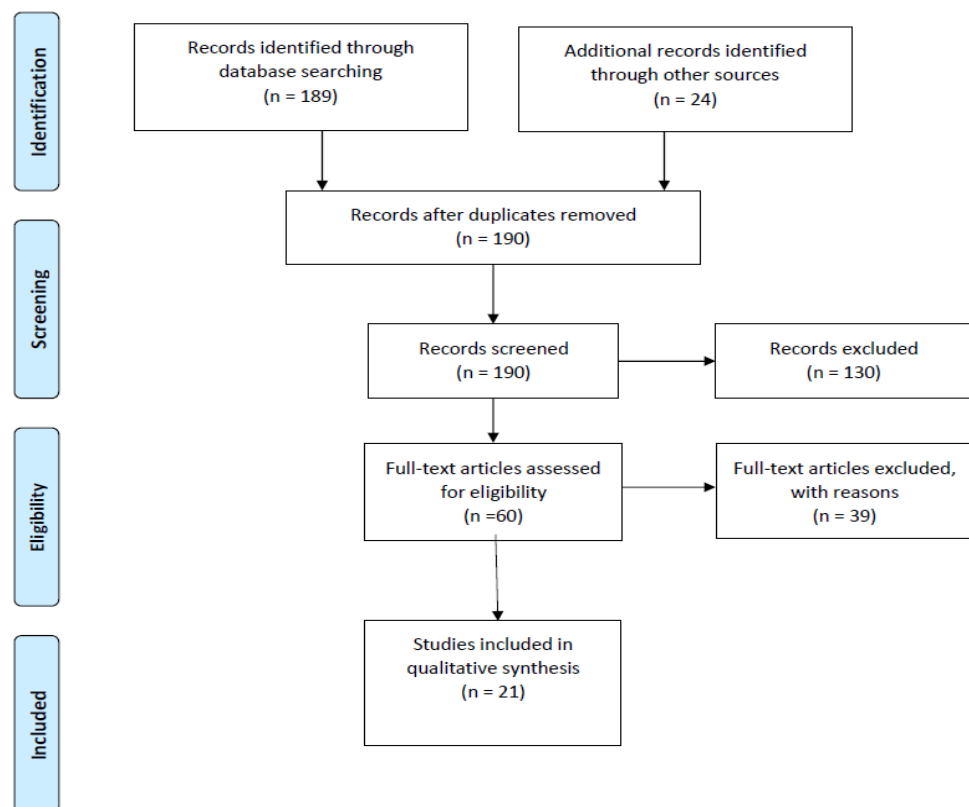 Identification
Records identified through
database searching
(n = 189)
Additional records identified
through other sources
(n = 24)
Records after duplicates removed
(n = 190)
Screening
Records screened
(n = 190)
Records excluded
(n = 130)
Eligibility
Full-text articles assessed
for eligibility
(n =60)
Full-text articles excluded,
with reasons
(n = 39)
Included
Studies included in
qualitative synthesis
(n = 21)